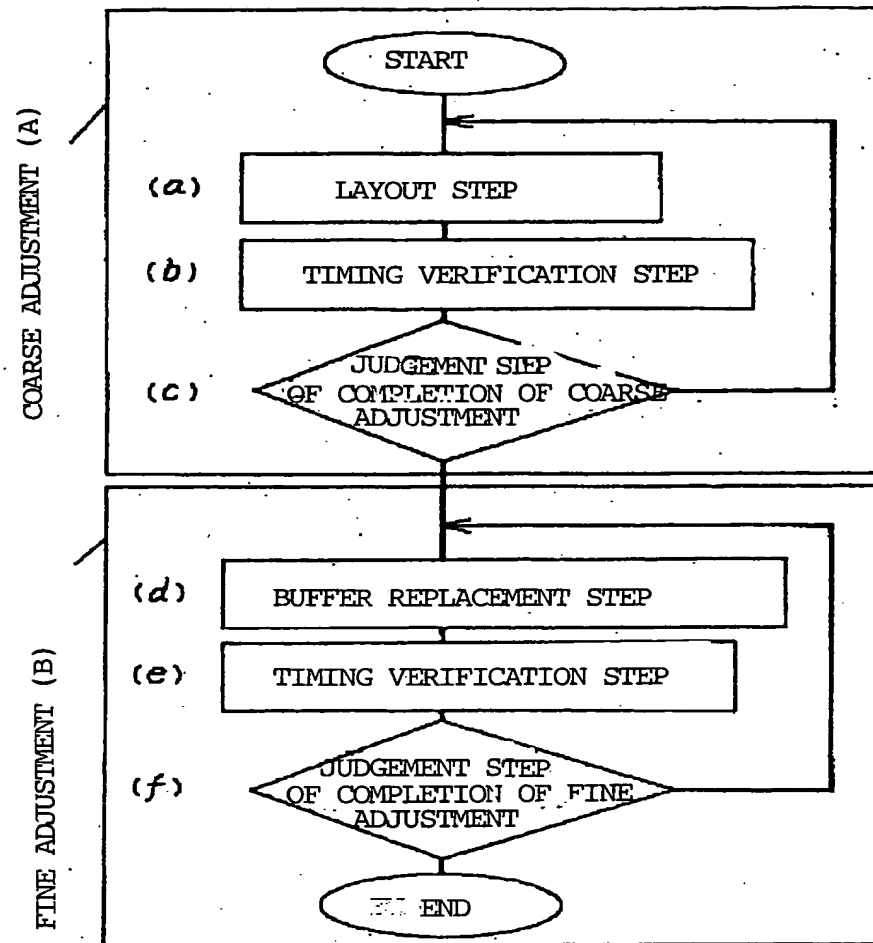 COARSE ADJUSTMENT (A)
START
(a)
LAYOUT STEP
(b)
TIMING VERIFICATION STEP
(c)
JUDGEMENT STEP
OF COMPLETION OF COARSE
ADJUSTMENT
FINE ADJUSTMENT (B)
(d)
BUFFER REPLACEMENT STEP
(e)
TIMING VERIFICATION STEP
(f)
JUDGEMENT STEP
OF COMPLETION OF FINE
ADJUSTMENT
END